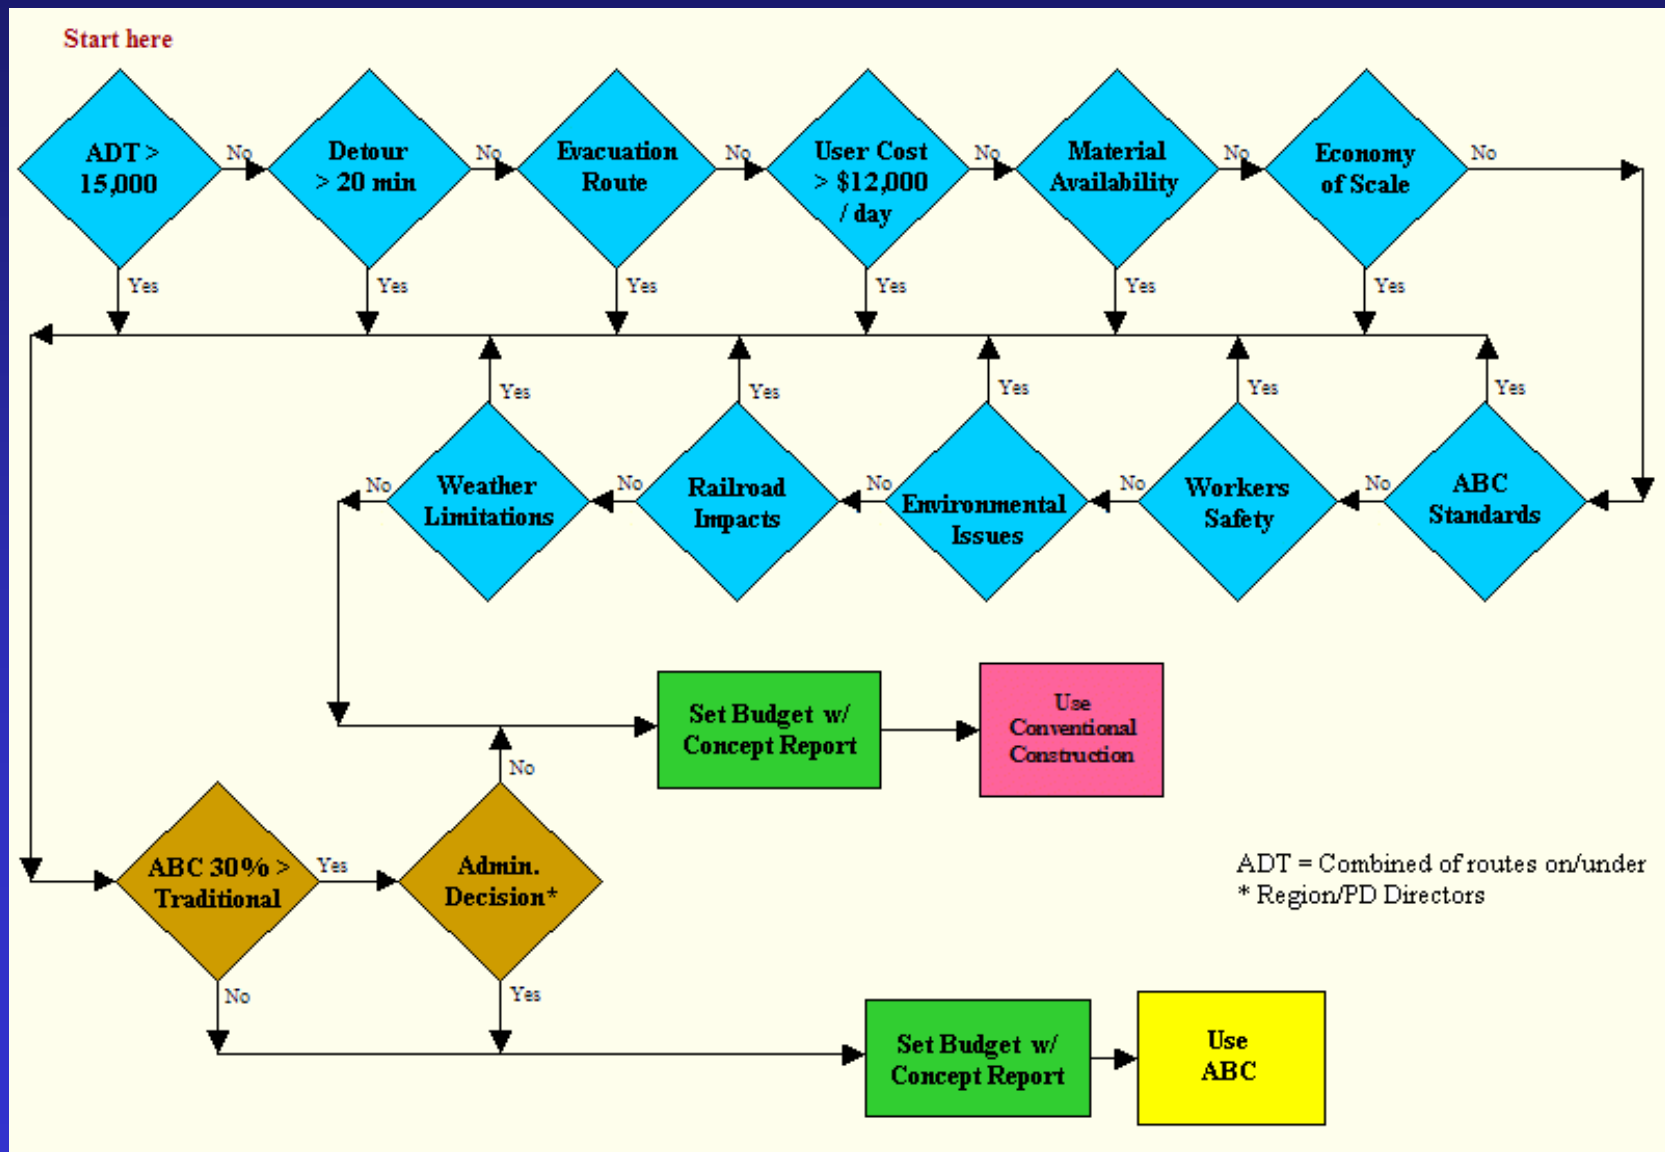 Start here
ADT >
15,000
No
Detour
> 20 min
No
Evacuation
Route
No
User Cost
> $12,000
/ day
No
Material
Availability
No
Economy
of Scale
No
Yes
Yes
Yes
Yes
Yes
Yes
Yes
Yes
Yes
Yes
Yes
No
Weather
Limitations
No
Railroad
Impacts
No
Environmental
Issues
No
Workers
Safety
No
ABC
Standards
Set Budget w/
Concept Report
Use
Conventional
Construction
No
ABC 30% >
Traditional
Yes
Admin.
Decision*
ADT = Combined of routes on/under
* Region/PD Directors
No
Yes
Set Budget w/
Concept Report
Use
ABC